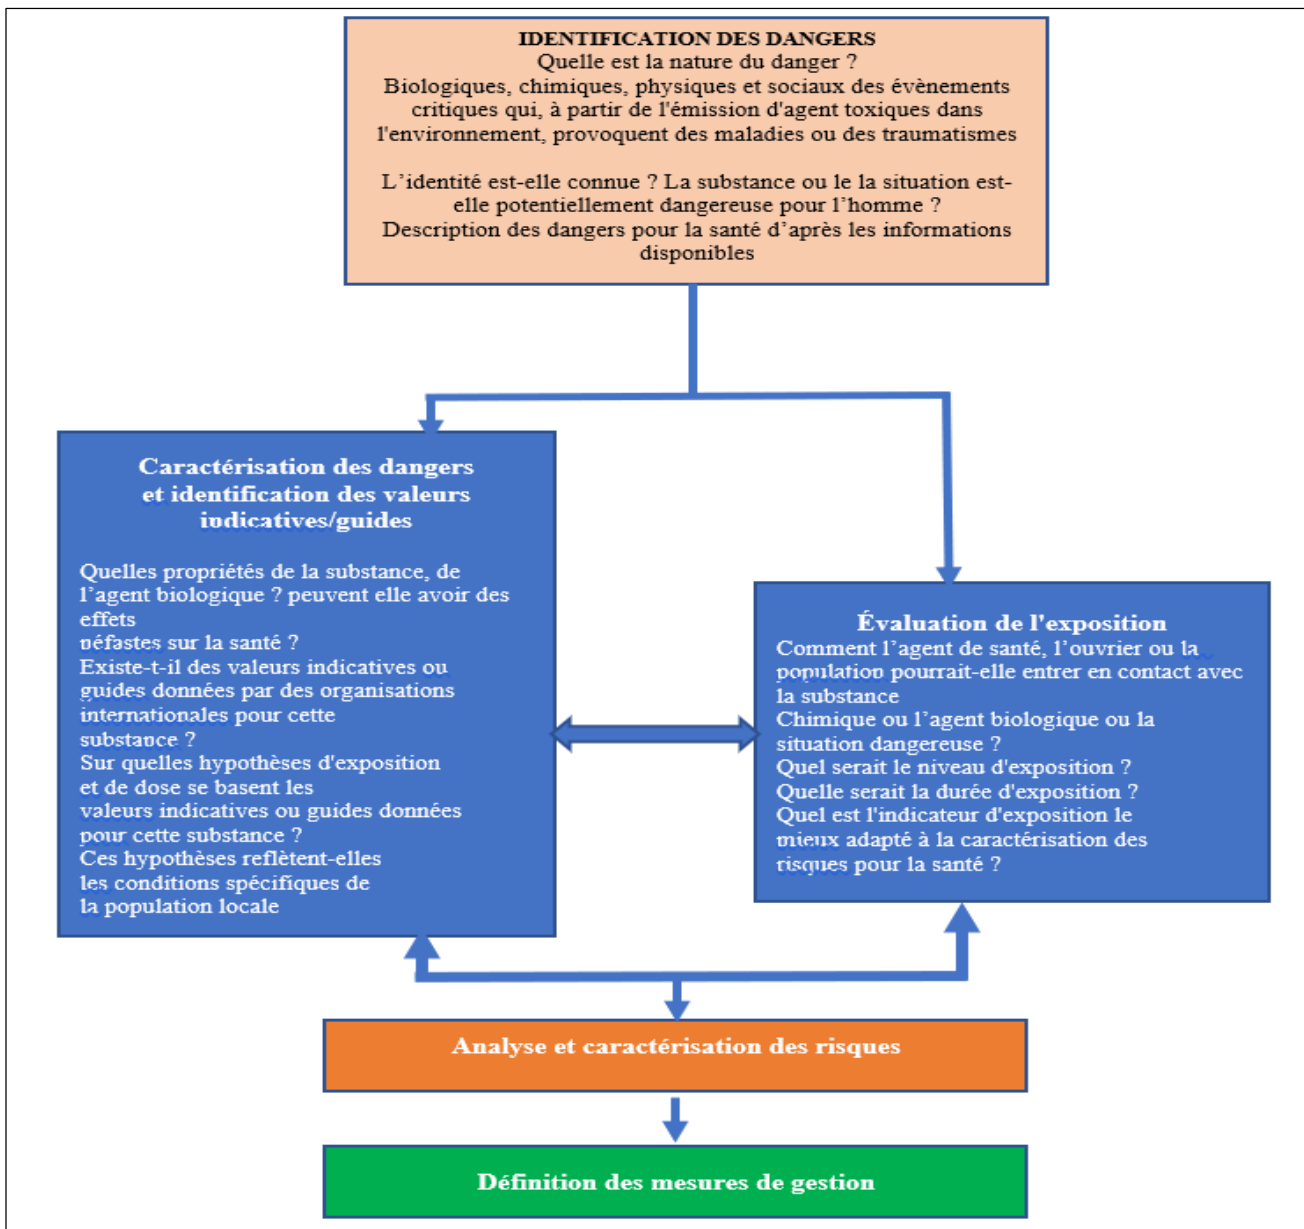 IDENTIFICATION DES DANGERS
Quelle est la nature du danger ?
Biologiques, chimiques, physiques et sociaux des évènements
critiques qui, à partir de l'émission d'agent toxiques dans
l'environnement, provoquent des maladies ou des traumatismes
L’identité est-elle connue ? La substance ou le la situation est-
elle potentiellement dangereuse pour l’homme ?
Description des dangers pour la santé d’après les informations
disponibles
Caractérisation des dangers
et identification des valeurs
indicatives/guides
Quelles propriétés de la substance, de
l’agent biologique ? peuvent elle avoir des
effets
néfastes sur la santé ?
Existe-t-il des valeurs indicatives ou
guides données par des organisations
internationales pour cette
substance ?
Sur quelles hypothèses d'exposition
et de dose se basent les
valeurs indicatives ou guides données
pour cette substance ?
Ces hypothèses reflètent-elles
les conditions spécifiques de
la population locale
Évaluation de l'exposition
Comment l’agent de santé, l’ouvrier ou la
population pourrait-elle entrer en contact avec
la substance
Chimique ou l’agent biologique ou la
situation dangereuse ?
Quel serait le niveau d'exposition ?
Quelle serait la durée d'exposition ?
Quel est l'indicateur d'exposition le
mieux adapté à la caractérisation des
risques pour la santé ?
Analyse et caractérisation des risques
Définition des mesures de gestion